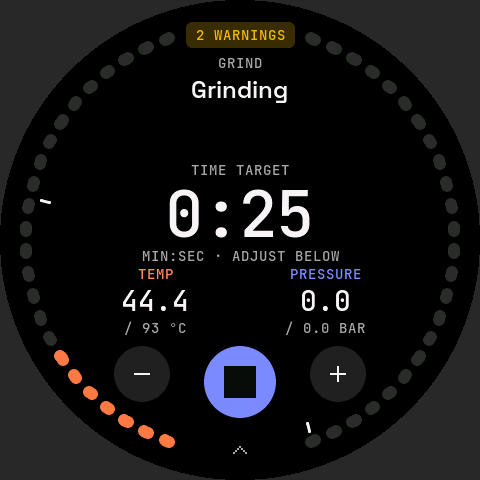 2 WARNINGS
GRIND
Grinding
TIME TARGET
0:25
MIN:SEC · ADJUST BELOW
TEMP PRESSURE
44.4 0.0
/ 93 °C / 0.0 BAR